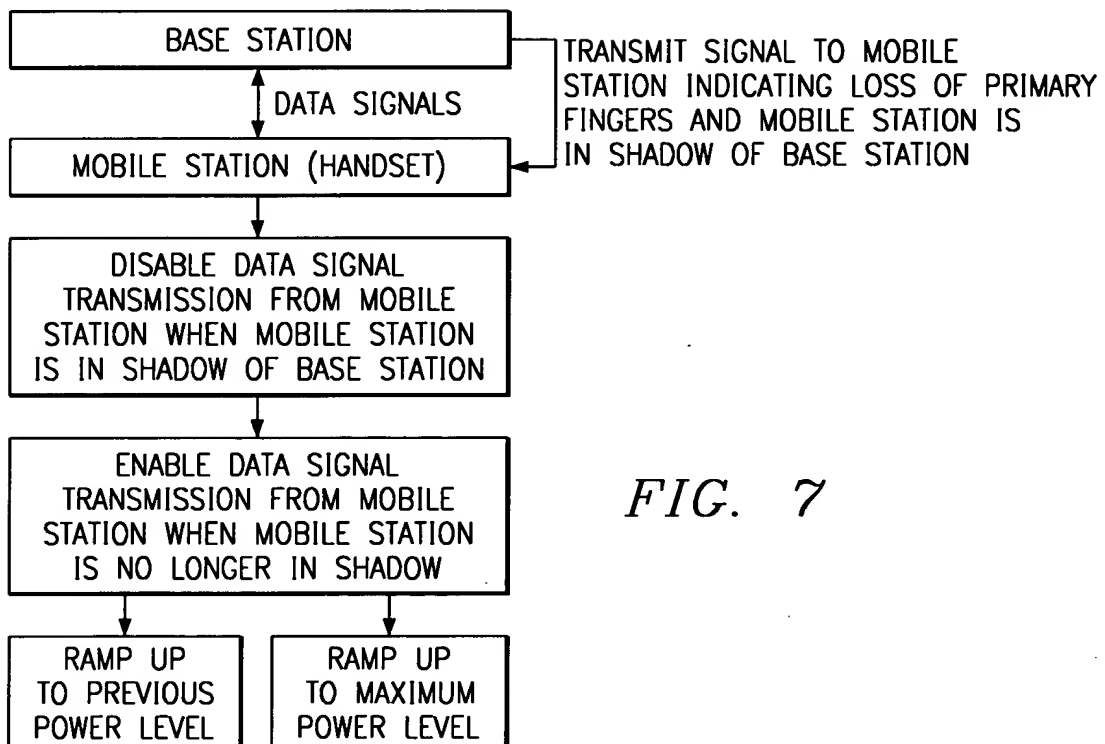 BASE STATION
TRANSMIT SIGNAL TO MOBILE
STATION INDICATING LOSS OF PRIMARY
FINGERS AND MOBILE STATION IS
IN SHADOW OF BASE STATION
DATA SIGNALS
MOBILE STATION (HANDSET)
DISABLE DATA SIGNAL
TRANSMISSION FROM MOBILE
STATION WHEN MOBILE STATION
IS IN SHADOW OF BASE STATION
ENABLE DATA SIGNAL
TRANSMISSION FROM MOBILE
STATION WHEN MOBILE STATION
IS NO LONGER IN SHADOW
FIG. 7
RAMP UP
TO PREVIOUS
POWER LEVEL
RAMP UP
TO MAXIMUM
POWER LEVEL